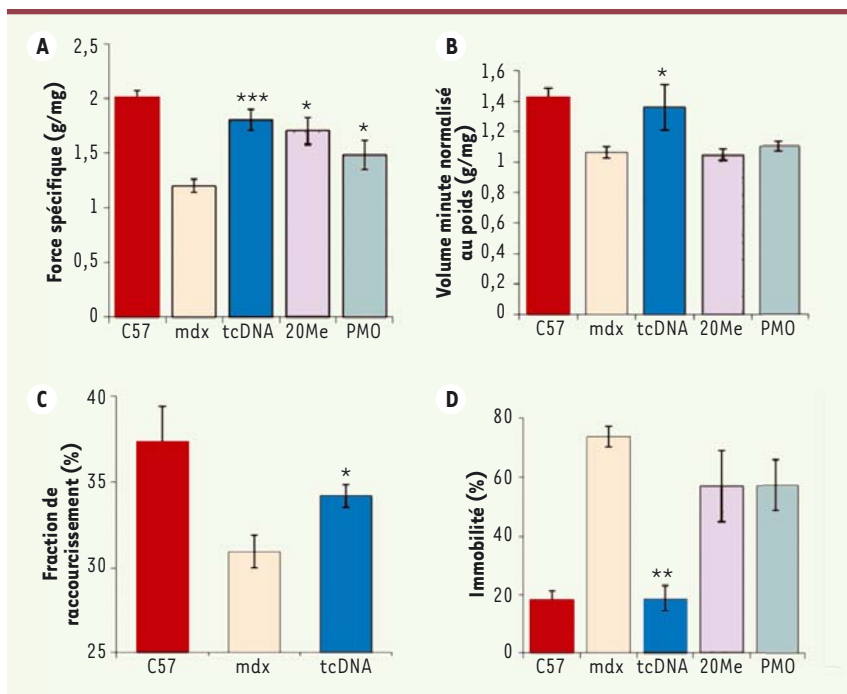 A
Force spécifique (g/mg)
2,5
2
1,5
1
0,5
0
***
*
*
C57 mdx tcDNA 20Me PMO
B
Volume minute normalisé
au poids (g/mg)
1,6
1,4
1,2
1
0,8
0,6
0,4
0,2
0
*
C57 mdx tcDNA 20Me PMO
C
Fraction de
raccourcissement (%)
40
35
30
25
*
C57 mdx tcDNA
D
Immobilité (%)
80
60
40
20
0
**
C57 mdx tcDNA 20Me PMO